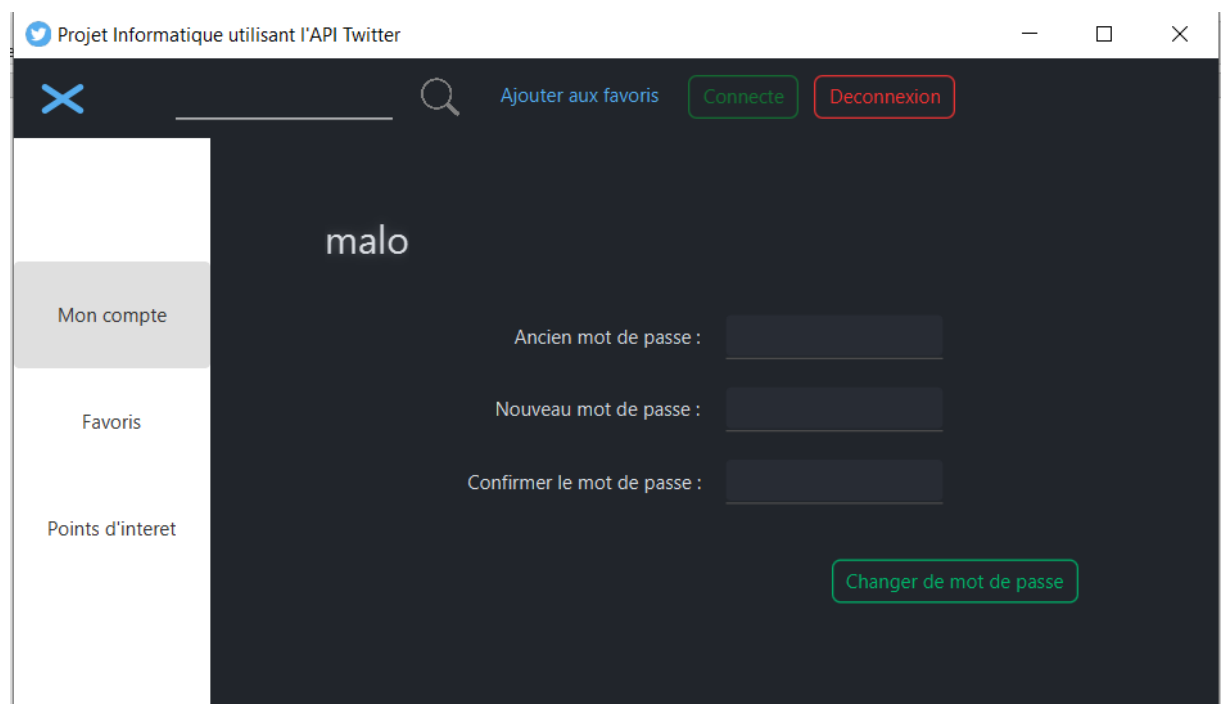 Projet Informatique utilisant l'API Twitter
Ajouter aux favoris Connecte Deconnexion
malo
Mon compte
Ancien mot de passe :
Nouveau mot de passe :
Favoris
Confirmer le mot de passe :
Points d'interet
Changer de mot de passe